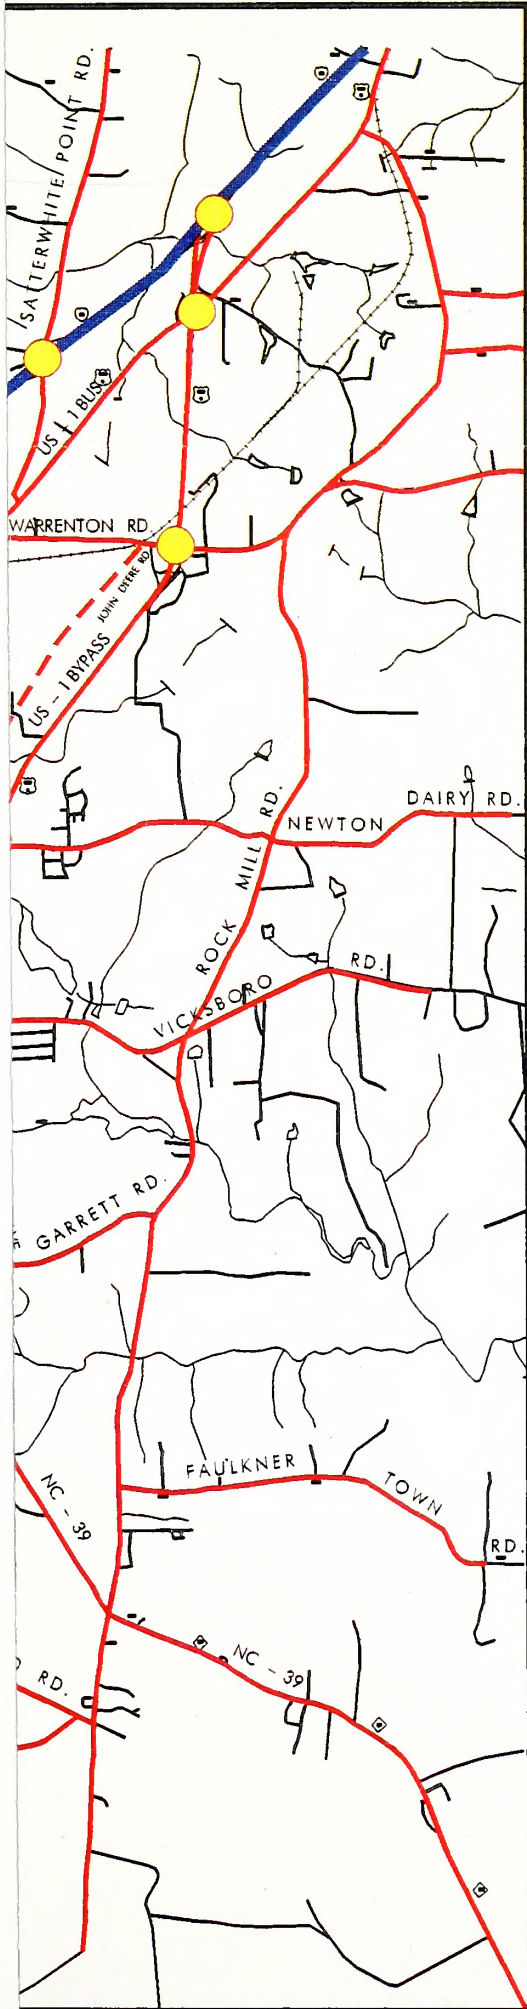 SATTERWHITE POINT RD.
US - 1 BUS.
WARRENTON RD.
JOHN DEERE RD.
US - 1 BYPASS
NEWTON DAIRY RD.
ROCK MILL RD.
VICKSBORO RD.
GARRETT RD.
FAULKNER TOWN RD.
NC - 39
NC - 39
RD.